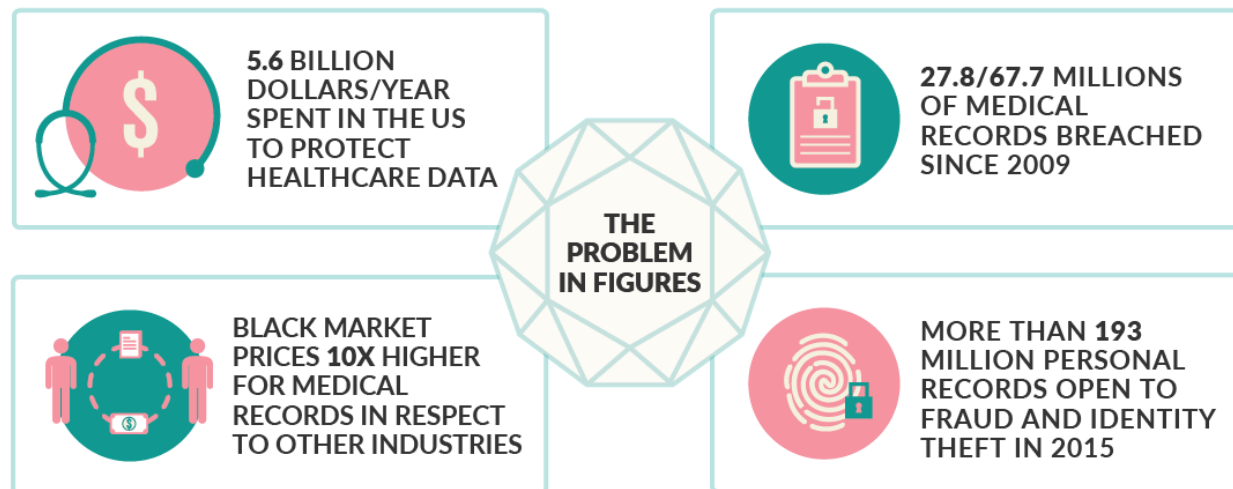 5.6 BILLION
DOLLARS/YEAR
SPENT IN THE US
TO PROTECT
HEALTHCARE DATA
27.8/67.7 MILLIONS
OF MEDICAL
RECORDS BREACHED
SINCE 2009
THE
PROBLEM
IN FIGURES
BLACK MARKET
PRICES 10X HIGHER
FOR MEDICAL
RECORDS IN RESPECT
TO OTHER INDUSTRIES
MORE THAN 193
MILLION PERSONAL
RECORDS OPEN TO
FRAUD AND IDENTITY
THEFT IN 2015